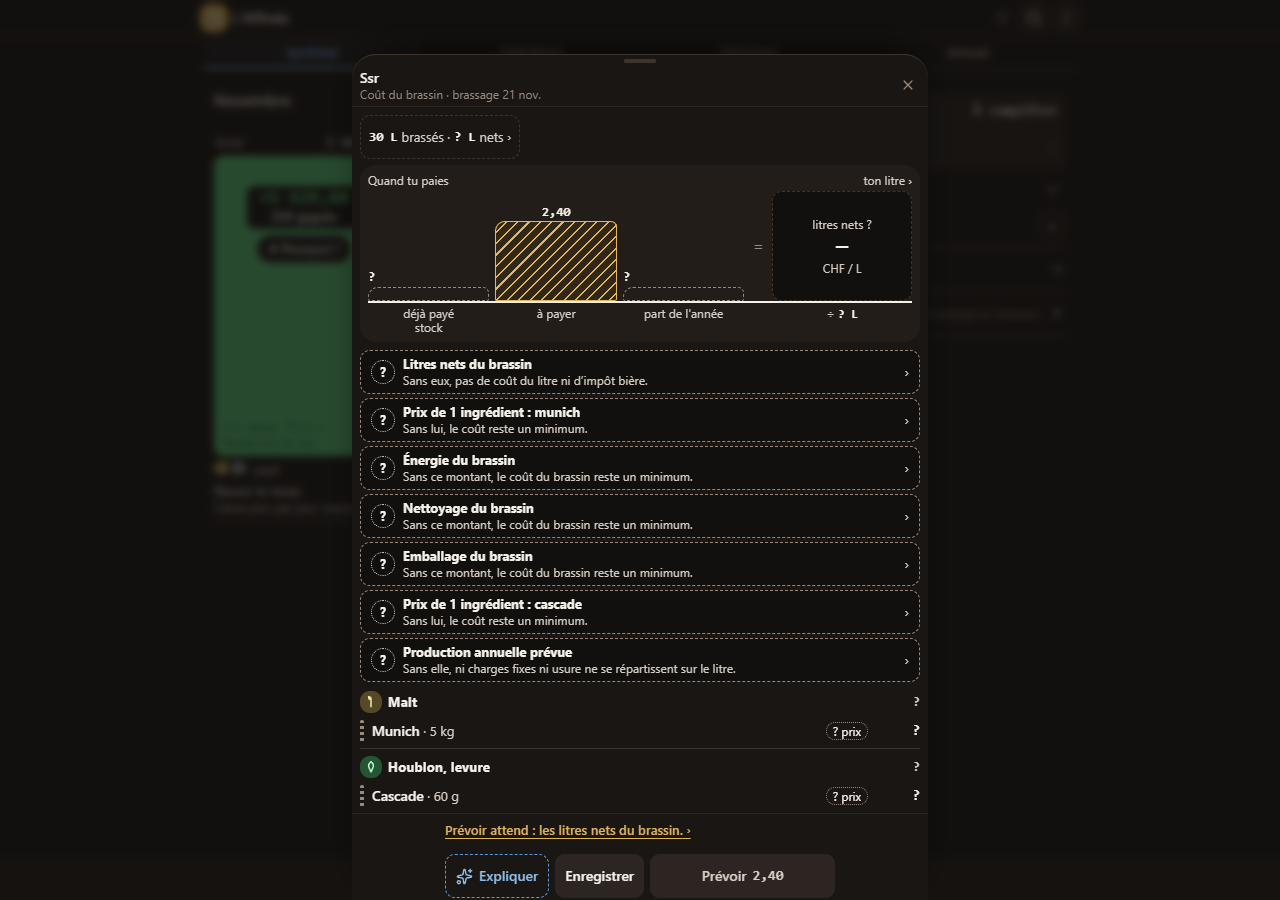 Ssr
Coût du brassin · brassage 21 nov.
×
30 L brassés · ? L nets ›
Quand tu paies
ton litre ›
2,40
?
?
=
litres nets ?
—
CHF / L
déjà payé
stock
à payer
part de l'année
÷ ? L
? Litres nets du brassin ›
Sans eux, pas de coût du litre ni d'impôt bière.
? Prix de 1 ingrédient : munich ›
Sans lui, le coût reste un minimum.
? Énergie du brassin ›
Sans ce montant, le coût du brassin reste un minimum.
? Nettoyage du brassin ›
Sans ce montant, le coût du brassin reste un minimum.
? Emballage du brassin ›
Sans ce montant, le coût du brassin reste un minimum.
? Prix de 1 ingrédient : cascade ›
Sans lui, le coût reste un minimum.
? Production annuelle prévue ›
Sans elle, ni charges fixes ni usure ne se répartissent sur le litre.
Malt ?
Munich · 5 kg ? prix ?
Houblon, levure ?
Cascade · 60 g ? prix ?
Prévoir attend : les litres nets du brassin. ›
Expliquer
Enregistrer
Prévoir 2,40